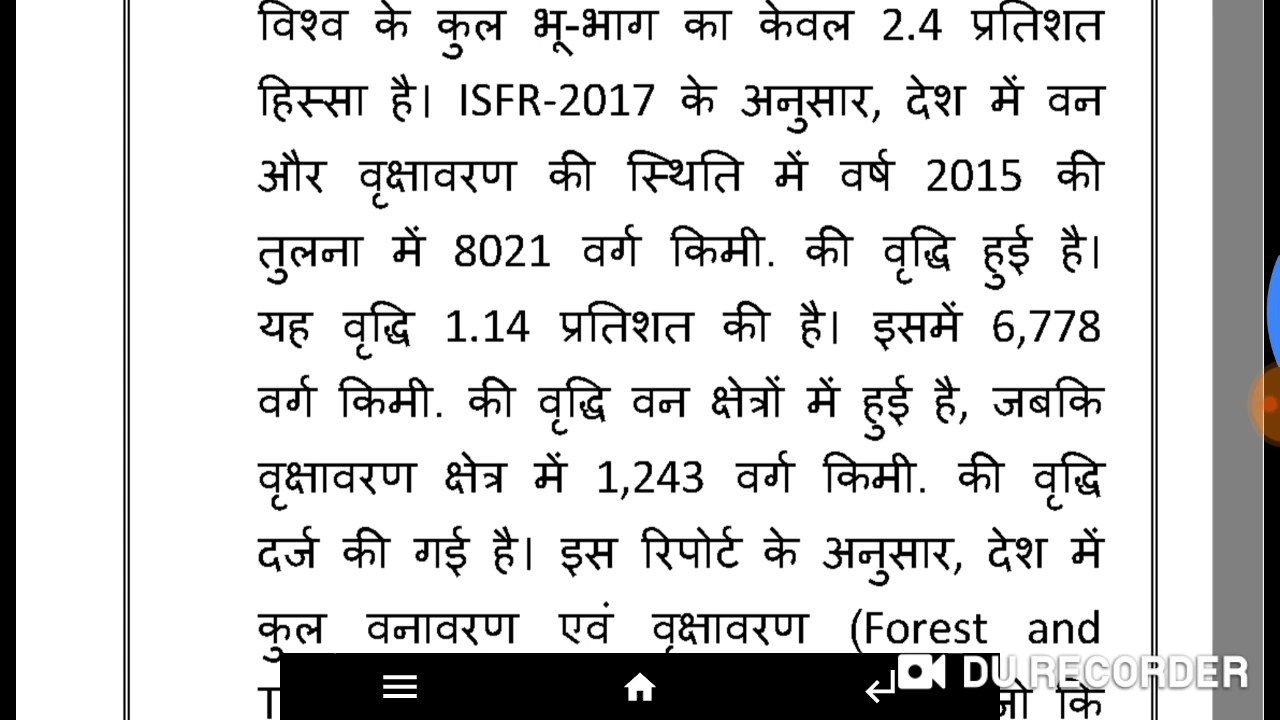 विश्व के कुल भू-भाग का केवल 2.4 प्रतिशत
हिस्सा है। ISFR-2017 के अनुसार, देश में वन
और वृक्षावरण की स्थिति में वर्ष 2015 की
तुलना में 8021 वर्ग किमी. की वृद्धि हुई है।
यह वृद्धि 1.14 प्रतिशत की है। इसमें 6,778
वर्ग किमी. की वृद्धि वन क्षेत्रों में हुई है, जबकि
वृक्षावरण क्षेत्र में 1,243 वर्ग किमी. की वृद्धि
दर्ज की गई है। इस रिपोर्ट के अनुसार, देश में
कुल वनावरण एवं वृक्षावरण (Forest and
DU RECORDER
कि